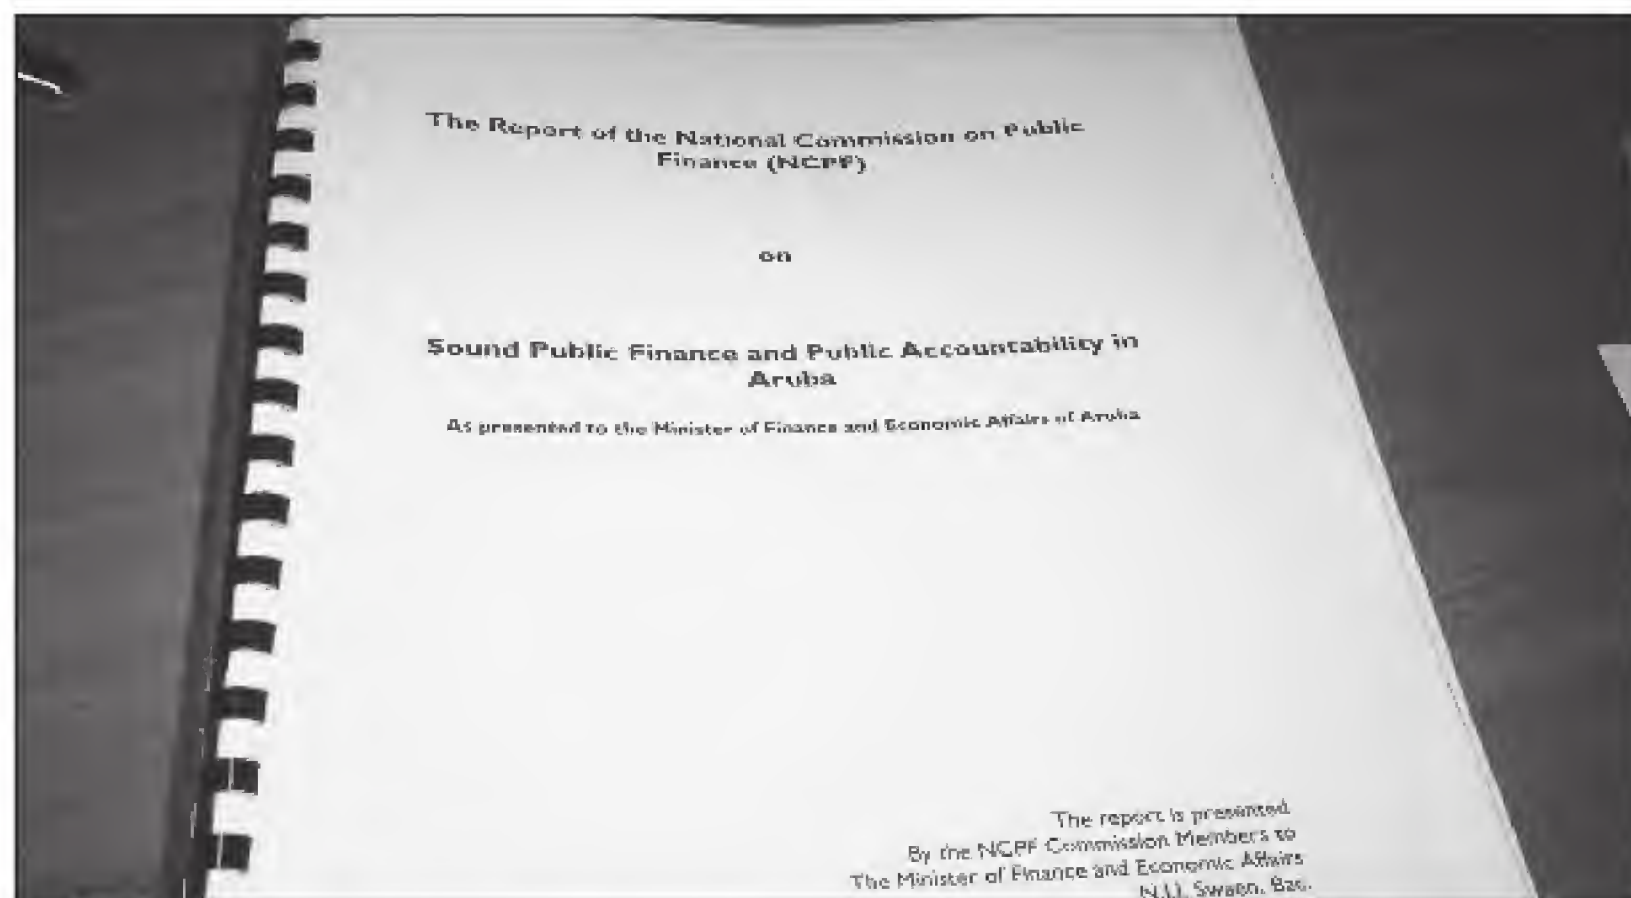 The Report of the National Commission on Public
Finance (NCPF)
on
Sound Public Finance and Public Accountability in
Aruba
As presented to the Minister of Finance and Economic Affairs of Aruba
The report is presented
By the NCPF Commission Members to
The Minister of Finance and Economic Affairs
Swaen, Bac.